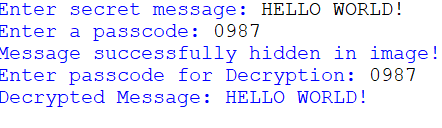 Enter secret message: HELLO WORLD!
Enter a passcode: 0987
Message successfully hidden in image!
Enter passcode for Decryption: 0987
Decrypted Message: HELLO WORLD!